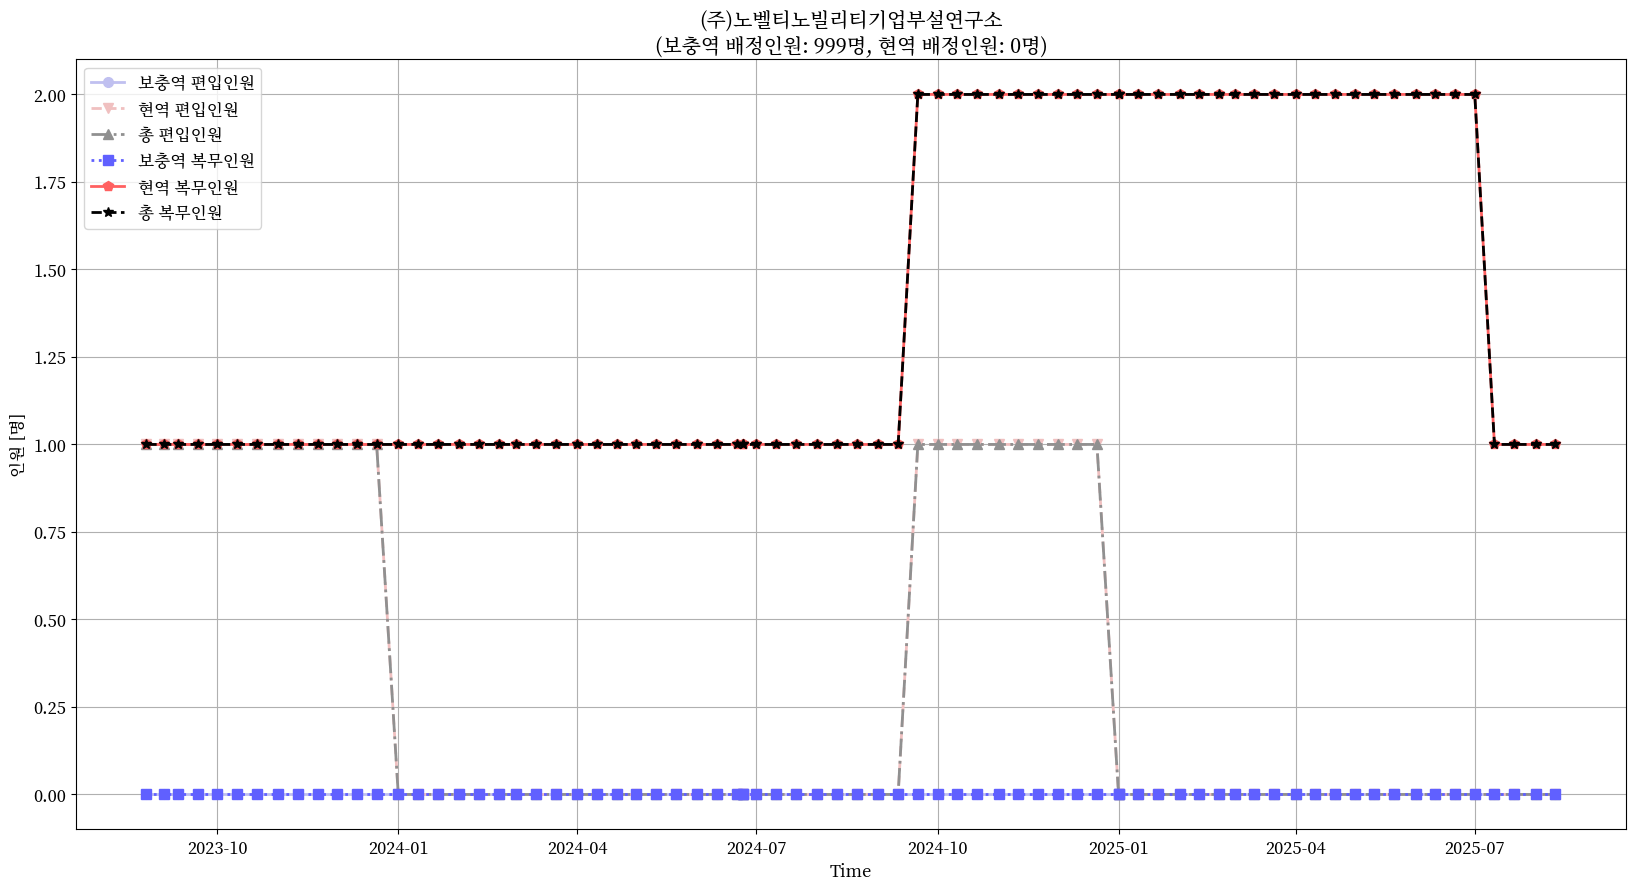 (주)노벨티노빌리티기업부설연구소
(보충역 배정인원: 999명, 현역 배정인원: 0명)
보충역 편입인원
현역 편입인원
총 편입인원
보충역 복무인원
현역 복무인원
총 복무인원
2.00
1.75
1.50
1.25
1.00
0.75
0.50
0.25
0.00
인원 [명]
2023-10
2024-01
2024-04
2024-07
2024-10
2025-01
2025-04
2025-07
Time